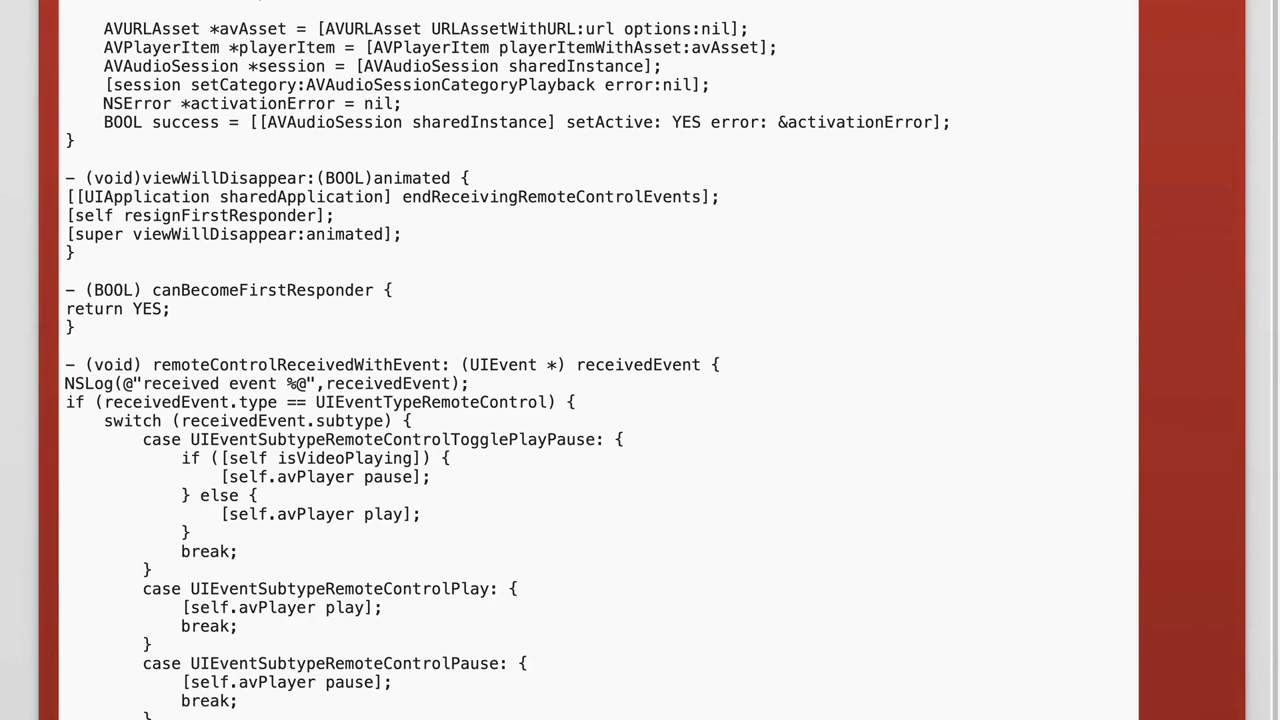 AVURLAsset *avAsset = [AVURLAsset URLAssetWithURL:url options:nil];
AVPlayerItem *playerItem = [AVPlayerItem playerItemWithAsset:avAsset];
AVAudioSession *session = [AVAudioSession sharedInstance];
[session setCategory:AVAudioSessionCategoryPlayback error:nil];
NSError *activationError = nil;
BOOL success = [[AVAudioSession sharedInstance] setActive: YES error: &activationError];
}
- (void)viewWillDisappear:(BOOL)animated {
[[UIApplication sharedApplication] endReceivingRemoteControlEvents];
[self resignFirstResponder];
[super viewWillDisappear:animated];
}
- (BOOL) canBecomeFirstResponder {
return YES;
}
- (void) remoteControlReceivedWithEvent: (UIEvent *) receivedEvent {
NSLog(@"received event %@",receivedEvent);
if (receivedEvent.type == UIEventTypeRemoteControl) {
switch (receivedEvent.subtype) {
case UIEventSubtypeRemoteControlTogglePlayPause: {
if ([self isVideoPlaying]) {
[self.avPlayer pause];
} else {
[self.avPlayer play];
}
break;
}
case UIEventSubtypeRemoteControlPlay: {
[self.avPlayer play];
break;
}
case UIEventSubtypeRemoteControlPause: {
[self.avPlayer pause];
break;
}